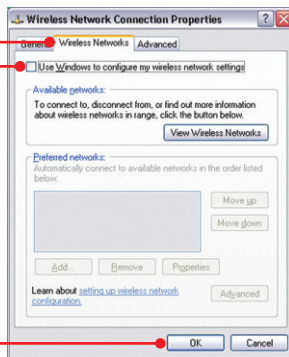 Wireless Network Connection Properties
General Wireless Networks Advanced
Use Windows to configure my wireless network settings
Available networks:
To connect to, disconnect from, or find out more information
about wireless networks in range, click the button below.
View Wireless Networks
Preferred networks:
Automatically connect to available networks in the order listed
below:
Move up
Move down
Add... Remove Properties
Learn about setting up wireless network
configuration.
Advanced
OK Cancel